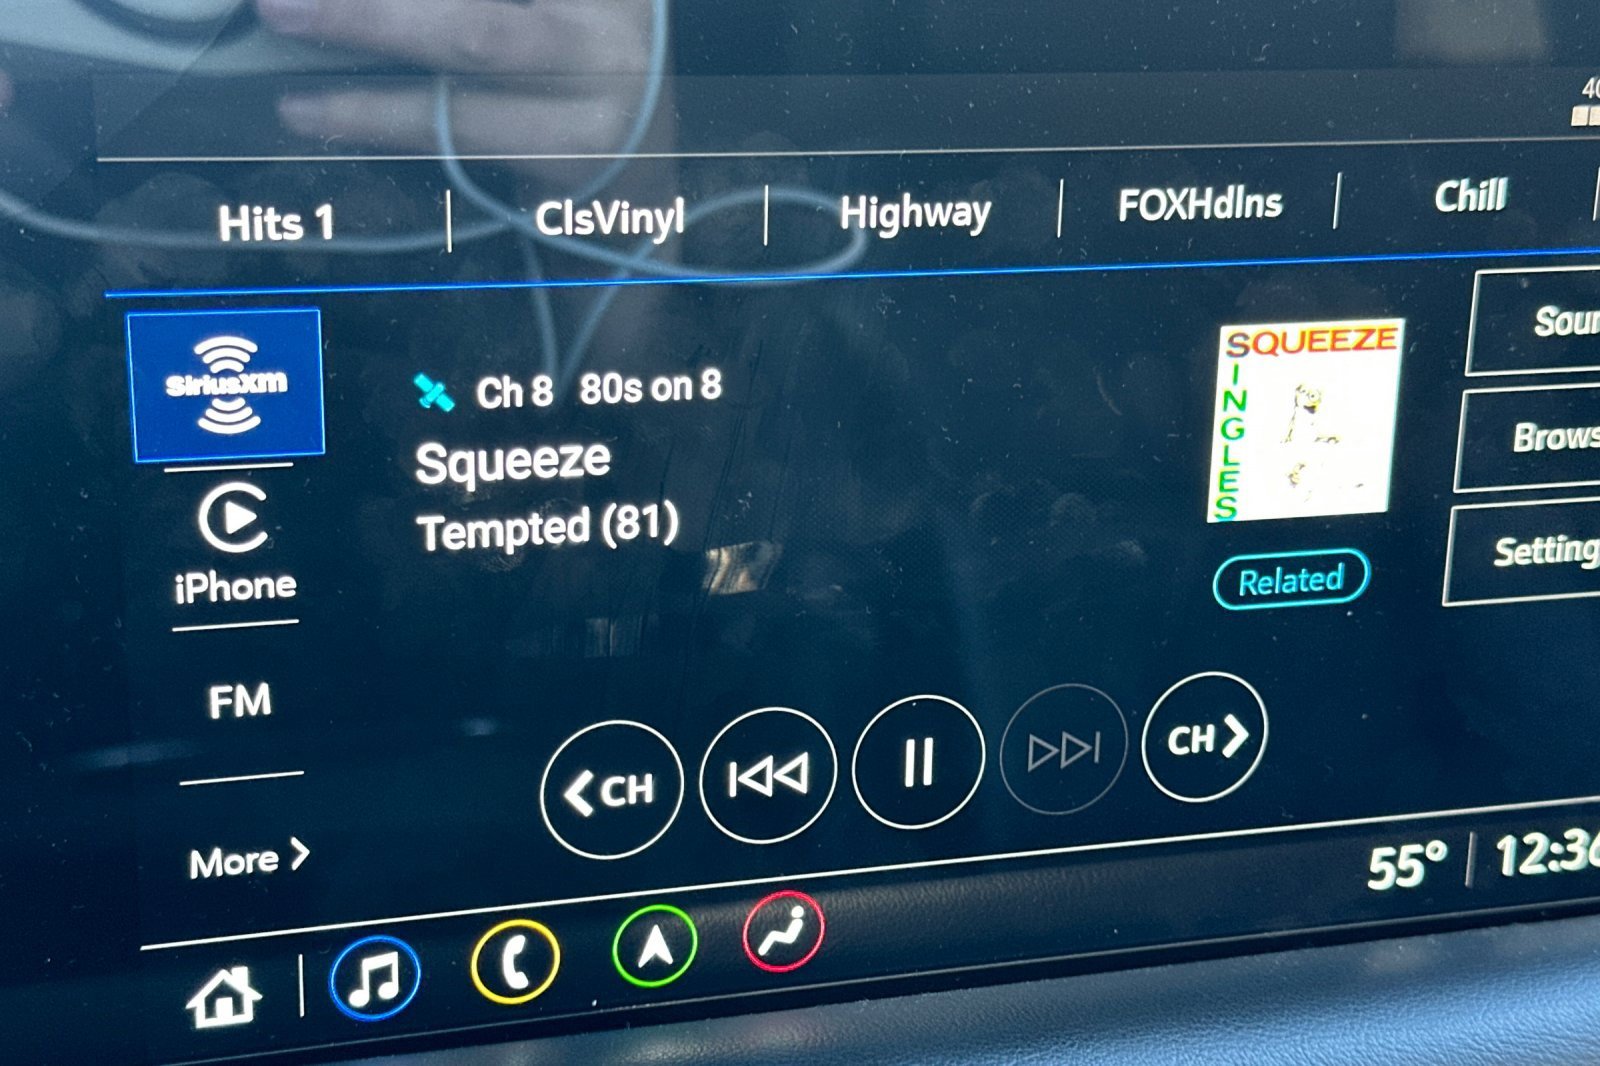 Hits 1
ClsVinyl
Highway
FOXHdlns
Chill
SiriusXM
Ch 8 80s on 8
Squeeze
Tempted (81)
SQUEEZE
SINGLES
Related
iPhone
FM
More >
< CH
CH >
55°